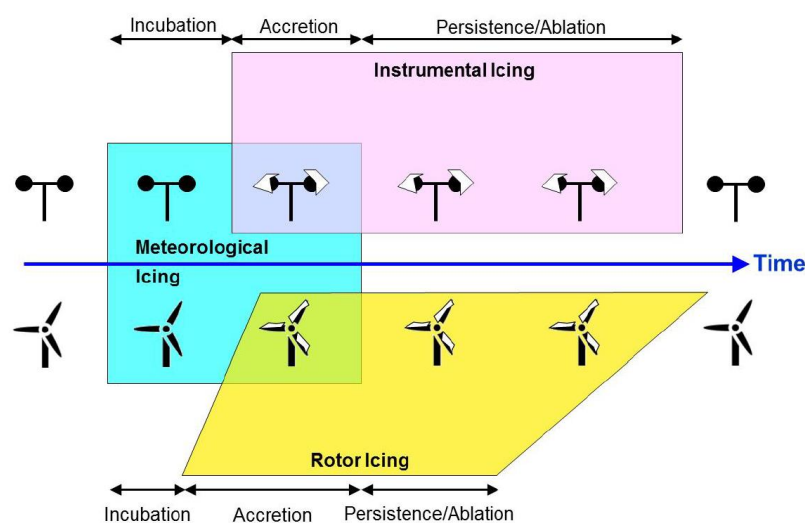 Incubation
Accretion
Persistence/Ablation
Instrumental Icing
Meteorological
Icing
Time
Rotor Icing
Incubation
Accretion
Persistence/Ablation